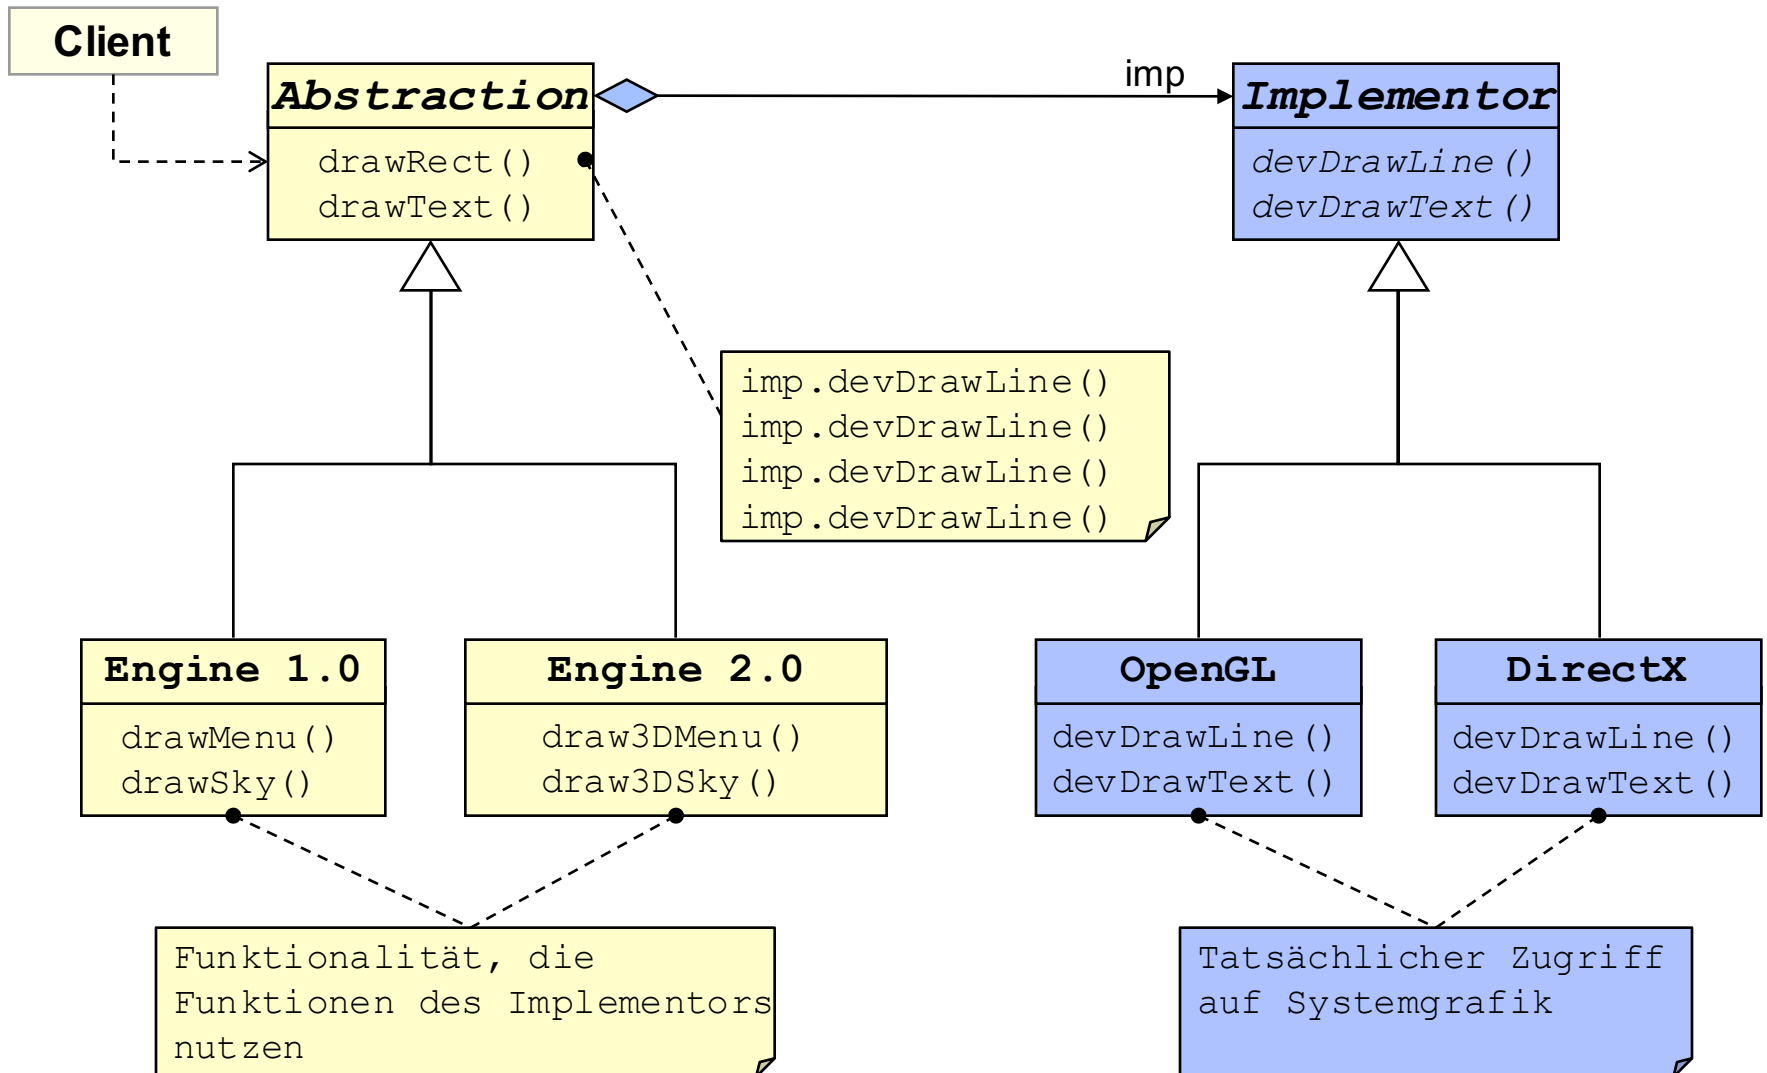 Client
Abstraction
drawRect()
drawText()
imp
Implementor
devDrawLine()
devDrawText()
imp.devDrawLine()
imp.devDrawLine()
imp.devDrawLine()
imp.devDrawLine()
Engine 1.0
drawMenu()
drawSky()
Engine 2.0
draw3DMenu()
draw3DSky()
OpenGL
devDrawLine()
devDrawText()
DirectX
devDrawLine()
devDrawText()
Funktionalität, die
Funktionen des Implementors
nutzen
Tatsächlicher Zugriff
auf Systemgrafik